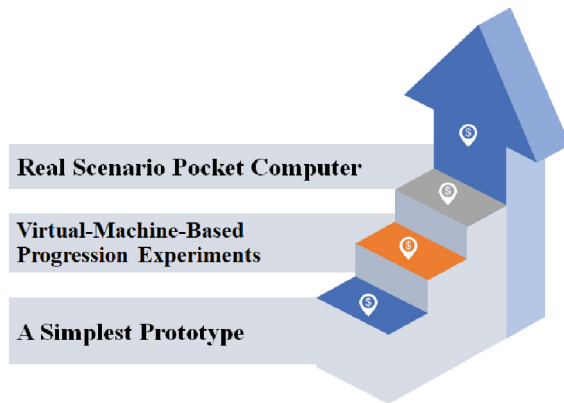 Real Scenario Pocket Computer
Virtual-Machine-Based
Progression Experiments
A Simplest Prototype
$
$
$
$